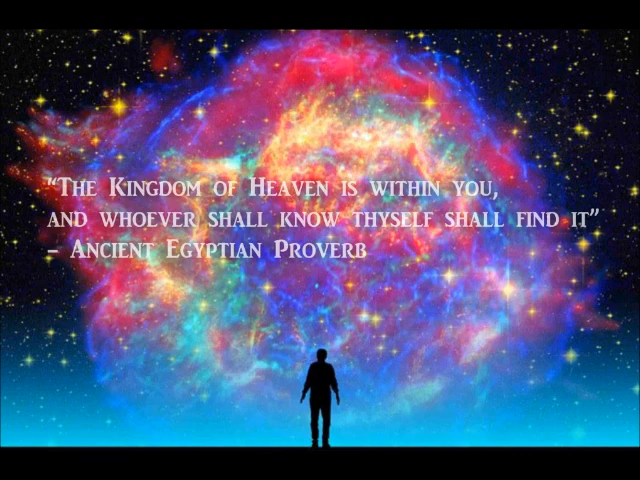 “The Kingdom of Heaven is within you,
and whoever shall know thyself shall find it”
– Ancient Egyptian Proverb